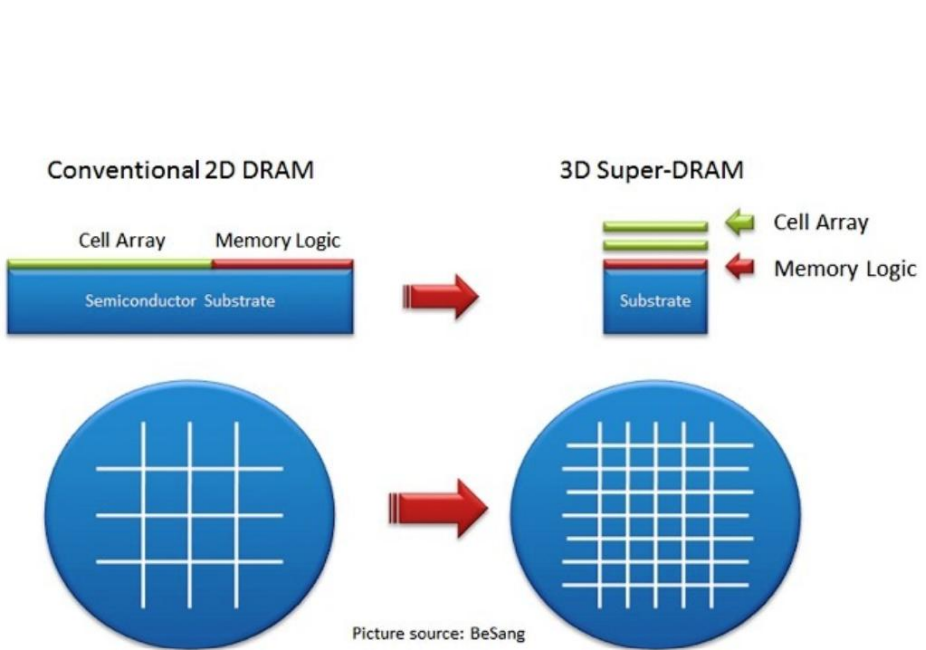 Conventional 2D DRAM
3D Super-DRAM
Cell Array
Memory Logic
Semiconductor Substrate
Cell Array
Memory Logic
Substrate
Picture source: BeSang